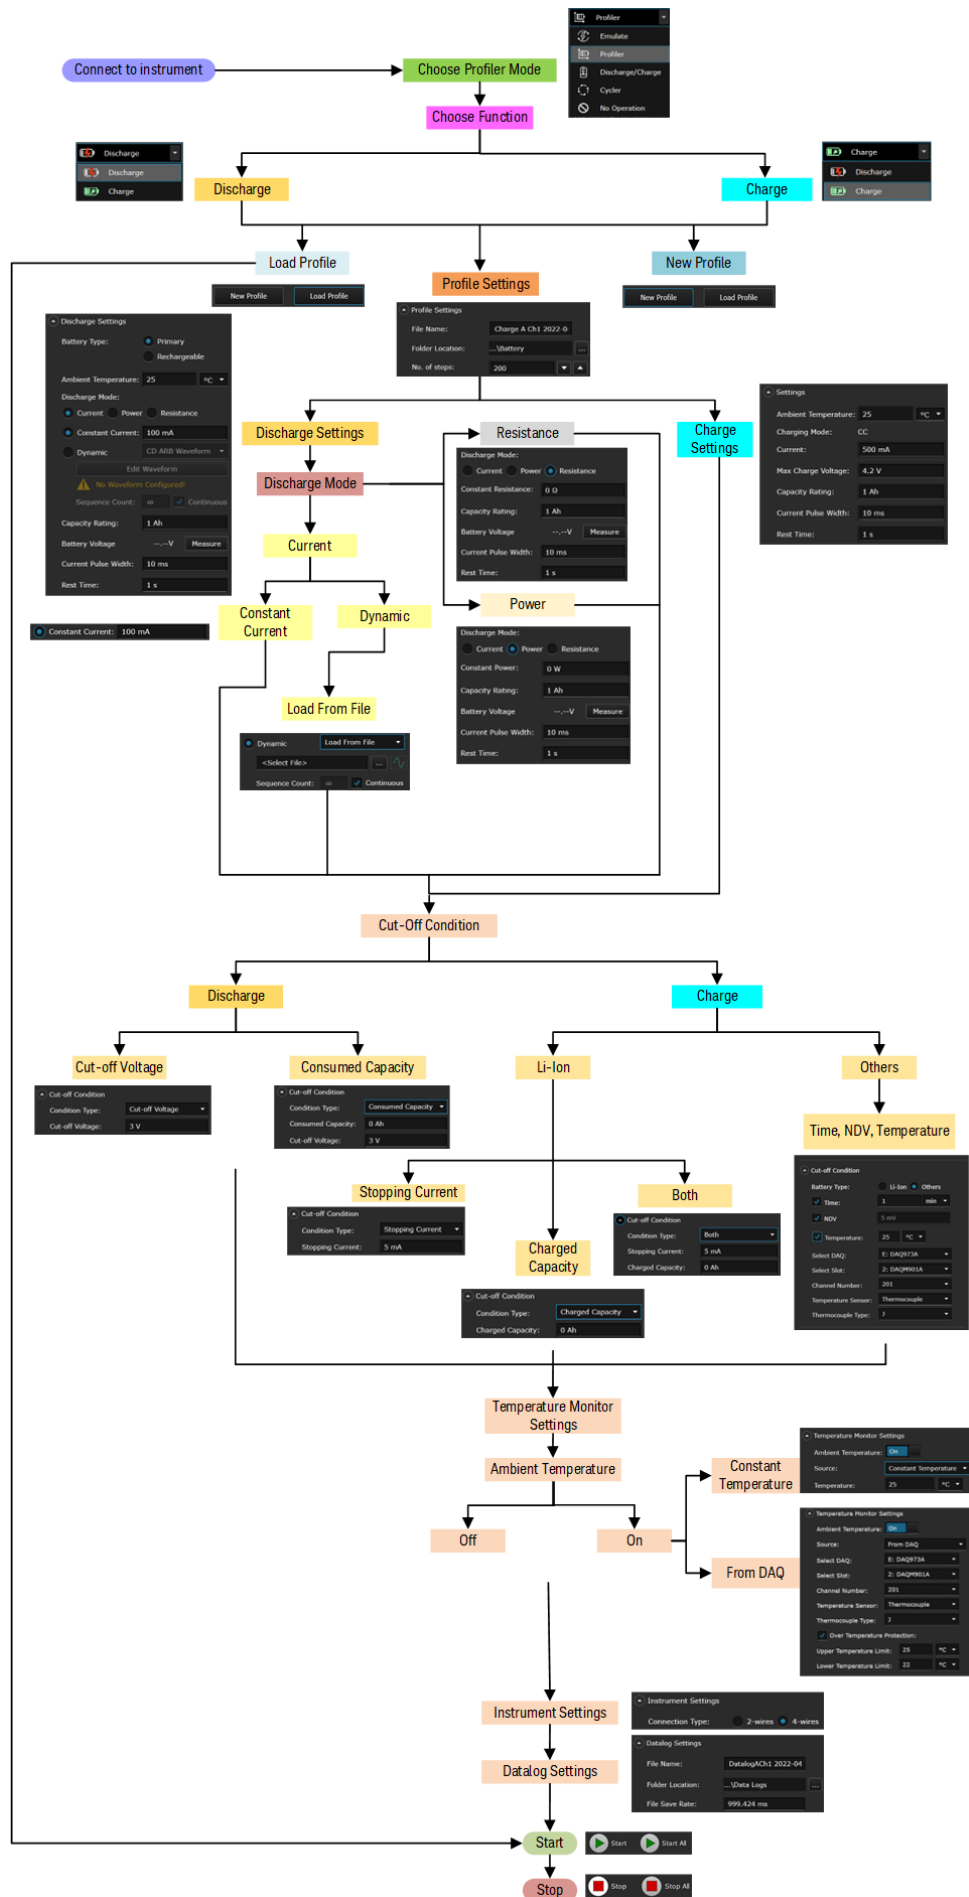 Profiler
Emulate
Profiler
Discharge/Charge
Cycler
No Operation
Connect to instrument
Choose Profiler Mode
Choose Function
Discharge
Discharge
Charge
Discharge
Charge
Charge
Discharge
Charge
Load Profile
New Profile
Load Profile
Profile Settings
New Profile
New Profile
Load Profile
Profile Settings
File Name:
Charge A Ch1 2022-0
Folder Location:
...\Battery
...
No. of steps:
200
Discharge Settings
Battery Type:
Primary
Rechargeable
Ambient Temperature:
25
°C
Discharge Mode:
Current
Power
Resistance
Constant Current:
100 mA
Dynamic
CD ARB Waveform
Edit Waveform
No Waveform Configured!
Sequence Count:
∞
Continuous
Capacity Rating:
1 Ah
Battery Voltage
--.--V
Measure
Current Pulse Width:
10 ms
Rest Time:
1 s
Discharge Settings
Discharge Mode
Resistance
Discharge Mode:
Current
Power
Resistance
Constant Resistance:
0 Ω
Capacity Rating:
1 Ah
Battery Voltage
--.--V
Measure
Current Pulse Width:
10 ms
Rest Time:
1 s
Charge
Settings
Settings
Ambient Temperature:
25
°C
Charging Mode:
CC
Current:
500 mA
Max Charge Voltage:
4.2 V
Capacity Rating:
1 Ah
Current Pulse Width:
10 ms
Rest Time:
1 s
Current
Constant
Current
Dynamic
Constant Current:
100 mA
Power
Discharge Mode:
Current
Power
Resistance
Constant Power:
0 W
Capacity Rating:
1 Ah
Battery Voltage
--.--V
Measure
Current Pulse Width:
10 ms
Rest Time:
1 s
Load From File
Dynamic
Load From File
<Select File>
...
Sequence Count:
∞
Continuous
Cut-Off Condition
Discharge
Charge
Cut-off Voltage
Cut-off Condition
Condition Type:
Cut-off Voltage
Cut-off Voltage:
3 V
Consumed Capacity
Cut-off Condition
Condition Type:
Consumed Capacity
Consumed Capacity:
0 Ah
Cut-off Voltage:
3 V
Li-Ion
Others
Time, NDV, Temperature
Cut-off Condition
Battery Type:
Li-Ion
Others
Time:
1
min
NDV
5 mV
Temperature:
25
°C
Select DAQ:
E: DAQ973A
Select Slot:
2: DAQM901A
Channel Number:
201
Temperature Sensor:
Thermocouple
Thermocouple Type:
J
Stopping Current
Cut-off Condition
Condition Type:
Stopping Current
Stopping Current:
5 mA
Charged
Capacity
Cut-off Condition
Condition Type:
Charged Capacity
Charged Capacity:
0 Ah
Both
Cut-off Condition
Condition Type:
Both
Stopping Current:
5 mA
Charged Capacity:
0 Ah
Temperature Monitor
Settings
Ambient Temperature
Off
On
Constant
Temperature
Temperature Monitor Settings
Ambient Temperature:
On
Source:
Constant Temperature
Temperature:
25
°C
From DAQ
Temperature Monitor Settings
Ambient Temperature:
On
Source:
From DAQ
Select DAQ:
E: DAQ973A
Select Slot:
2: DAQM901A
Channel Number:
201
Temperature Sensor:
Thermocouple
Thermocouple Type:
J
Over Temperature Protection:
Upper Temperature Limit:
25
°C
Lower Temperature Limit:
22
°C
Instrument Settings
Instrument Settings
Connection Type:
2-wires
4-wires
Datalog Settings
Datalog Settings
File Name:
DatalogACh1 2022-04
Folder Location:
...\Data Logs
...
File Save Rate:
999.424 ms
Start
Start
Start All
Stop
Stop
Stop All